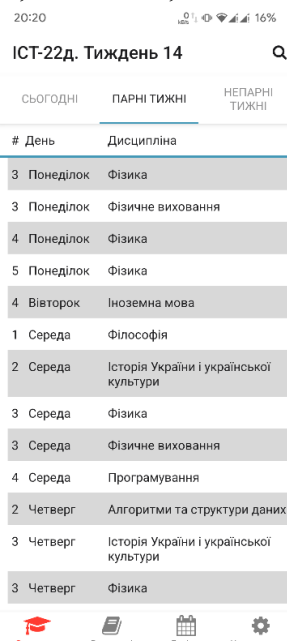 20:20
16%
ІСТ-22д. Тиждень 14
СЬОГОДНІ
ПАРНІ ТИЖНІ
НЕПАРНІ
ТИЖНІ
# День Дисципліна
3 Понеділок Фізика
3 Понеділок Фізичне виховання
4 Понеділок Фізика
5 Понеділок Фізика
4 Вівторок Іноземна мова
1 Середа Філософія
2 Середа Історія України і української
культури
3 Середа Фізика
3 Середа Фізичне виховання
4 Середа Програмування
2 Четверг Алгоритми та структури даних
3 Четверг Історія України і української
культури
3 Четверг Фізика